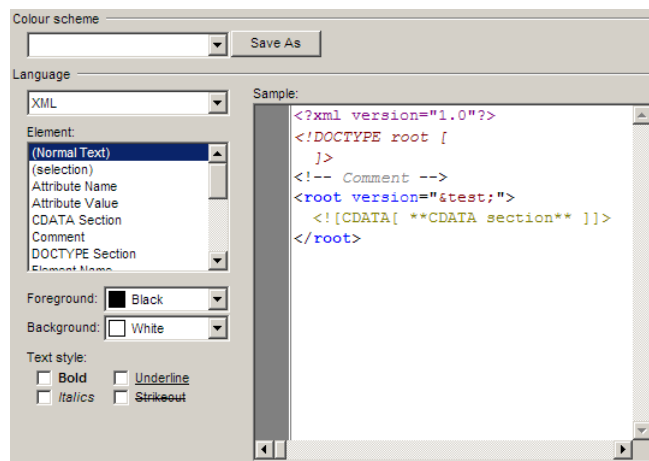 Colour scheme
Save As
Language
XML
Element:
(Normal Text)
(selection)
Attribute Name
Attribute Value
CDATA Section
Comment
DOCTYPE Section
Element Name
Foreground: Black
Background: White
Text style:
Bold Underline
Italics Strikeout
Sample:
<?xml version="1.0"?>
<!DOCTYPE root [
]>
<!-- Comment -->
<root version="&test;">
<![CDATA[ **CDATA section** ]]>
</root>